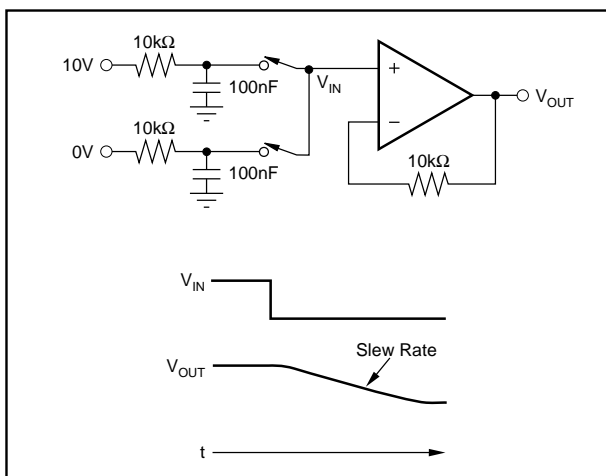 10kΩ
10V
100nF
V_IN
+
V_OUT
10kΩ
0V
100nF
−
10kΩ
V_IN
Slew Rate
V_OUT
t